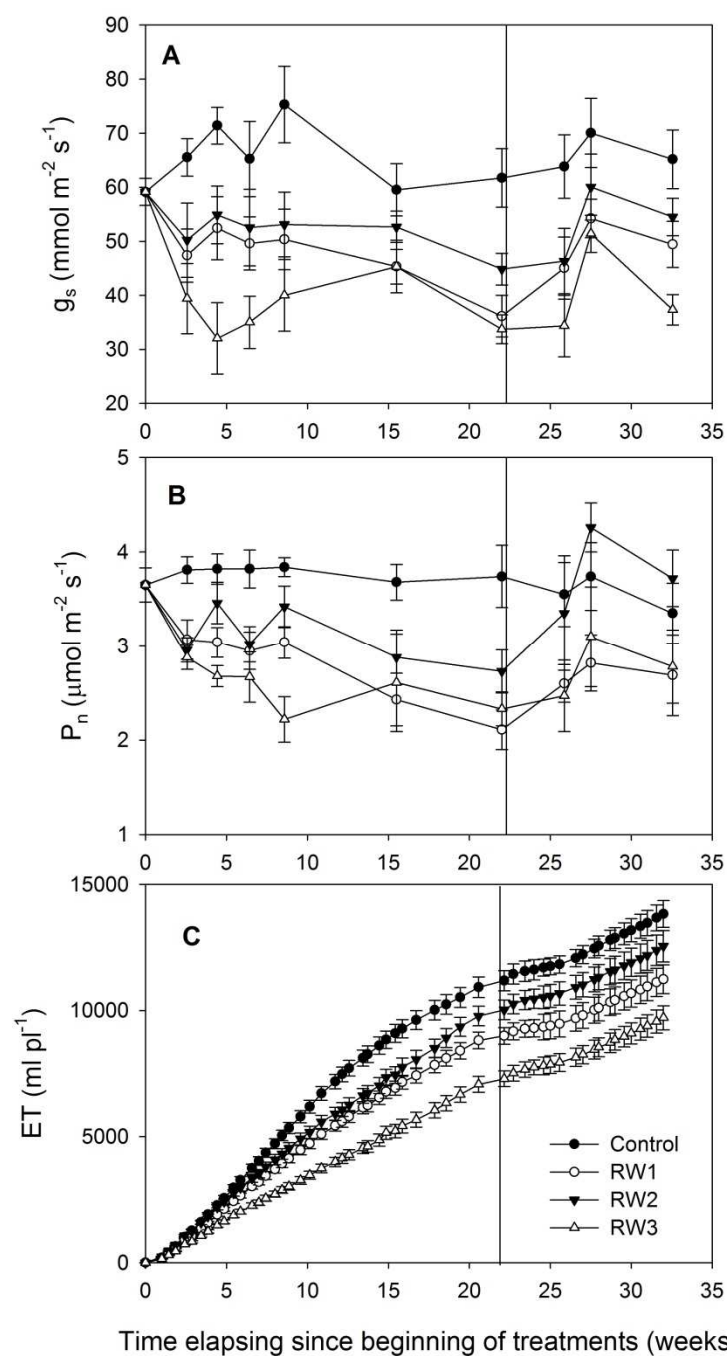 90
80
70
60
50
40
30
20
A
g_s (mmol m⁻² s⁻¹)
0 5 10 15 20 25 30 35
5
4
3
2
1
B
P_n (μmol m⁻² s⁻¹)
0 5 10 15 20 25 30 35
15000
10000
5000
0
C
ET (ml pl⁻¹)
Control
RW1
RW2
RW3
0 5 10 15 20 25 30 35
Time elapsing since beginning of treatments (weeks